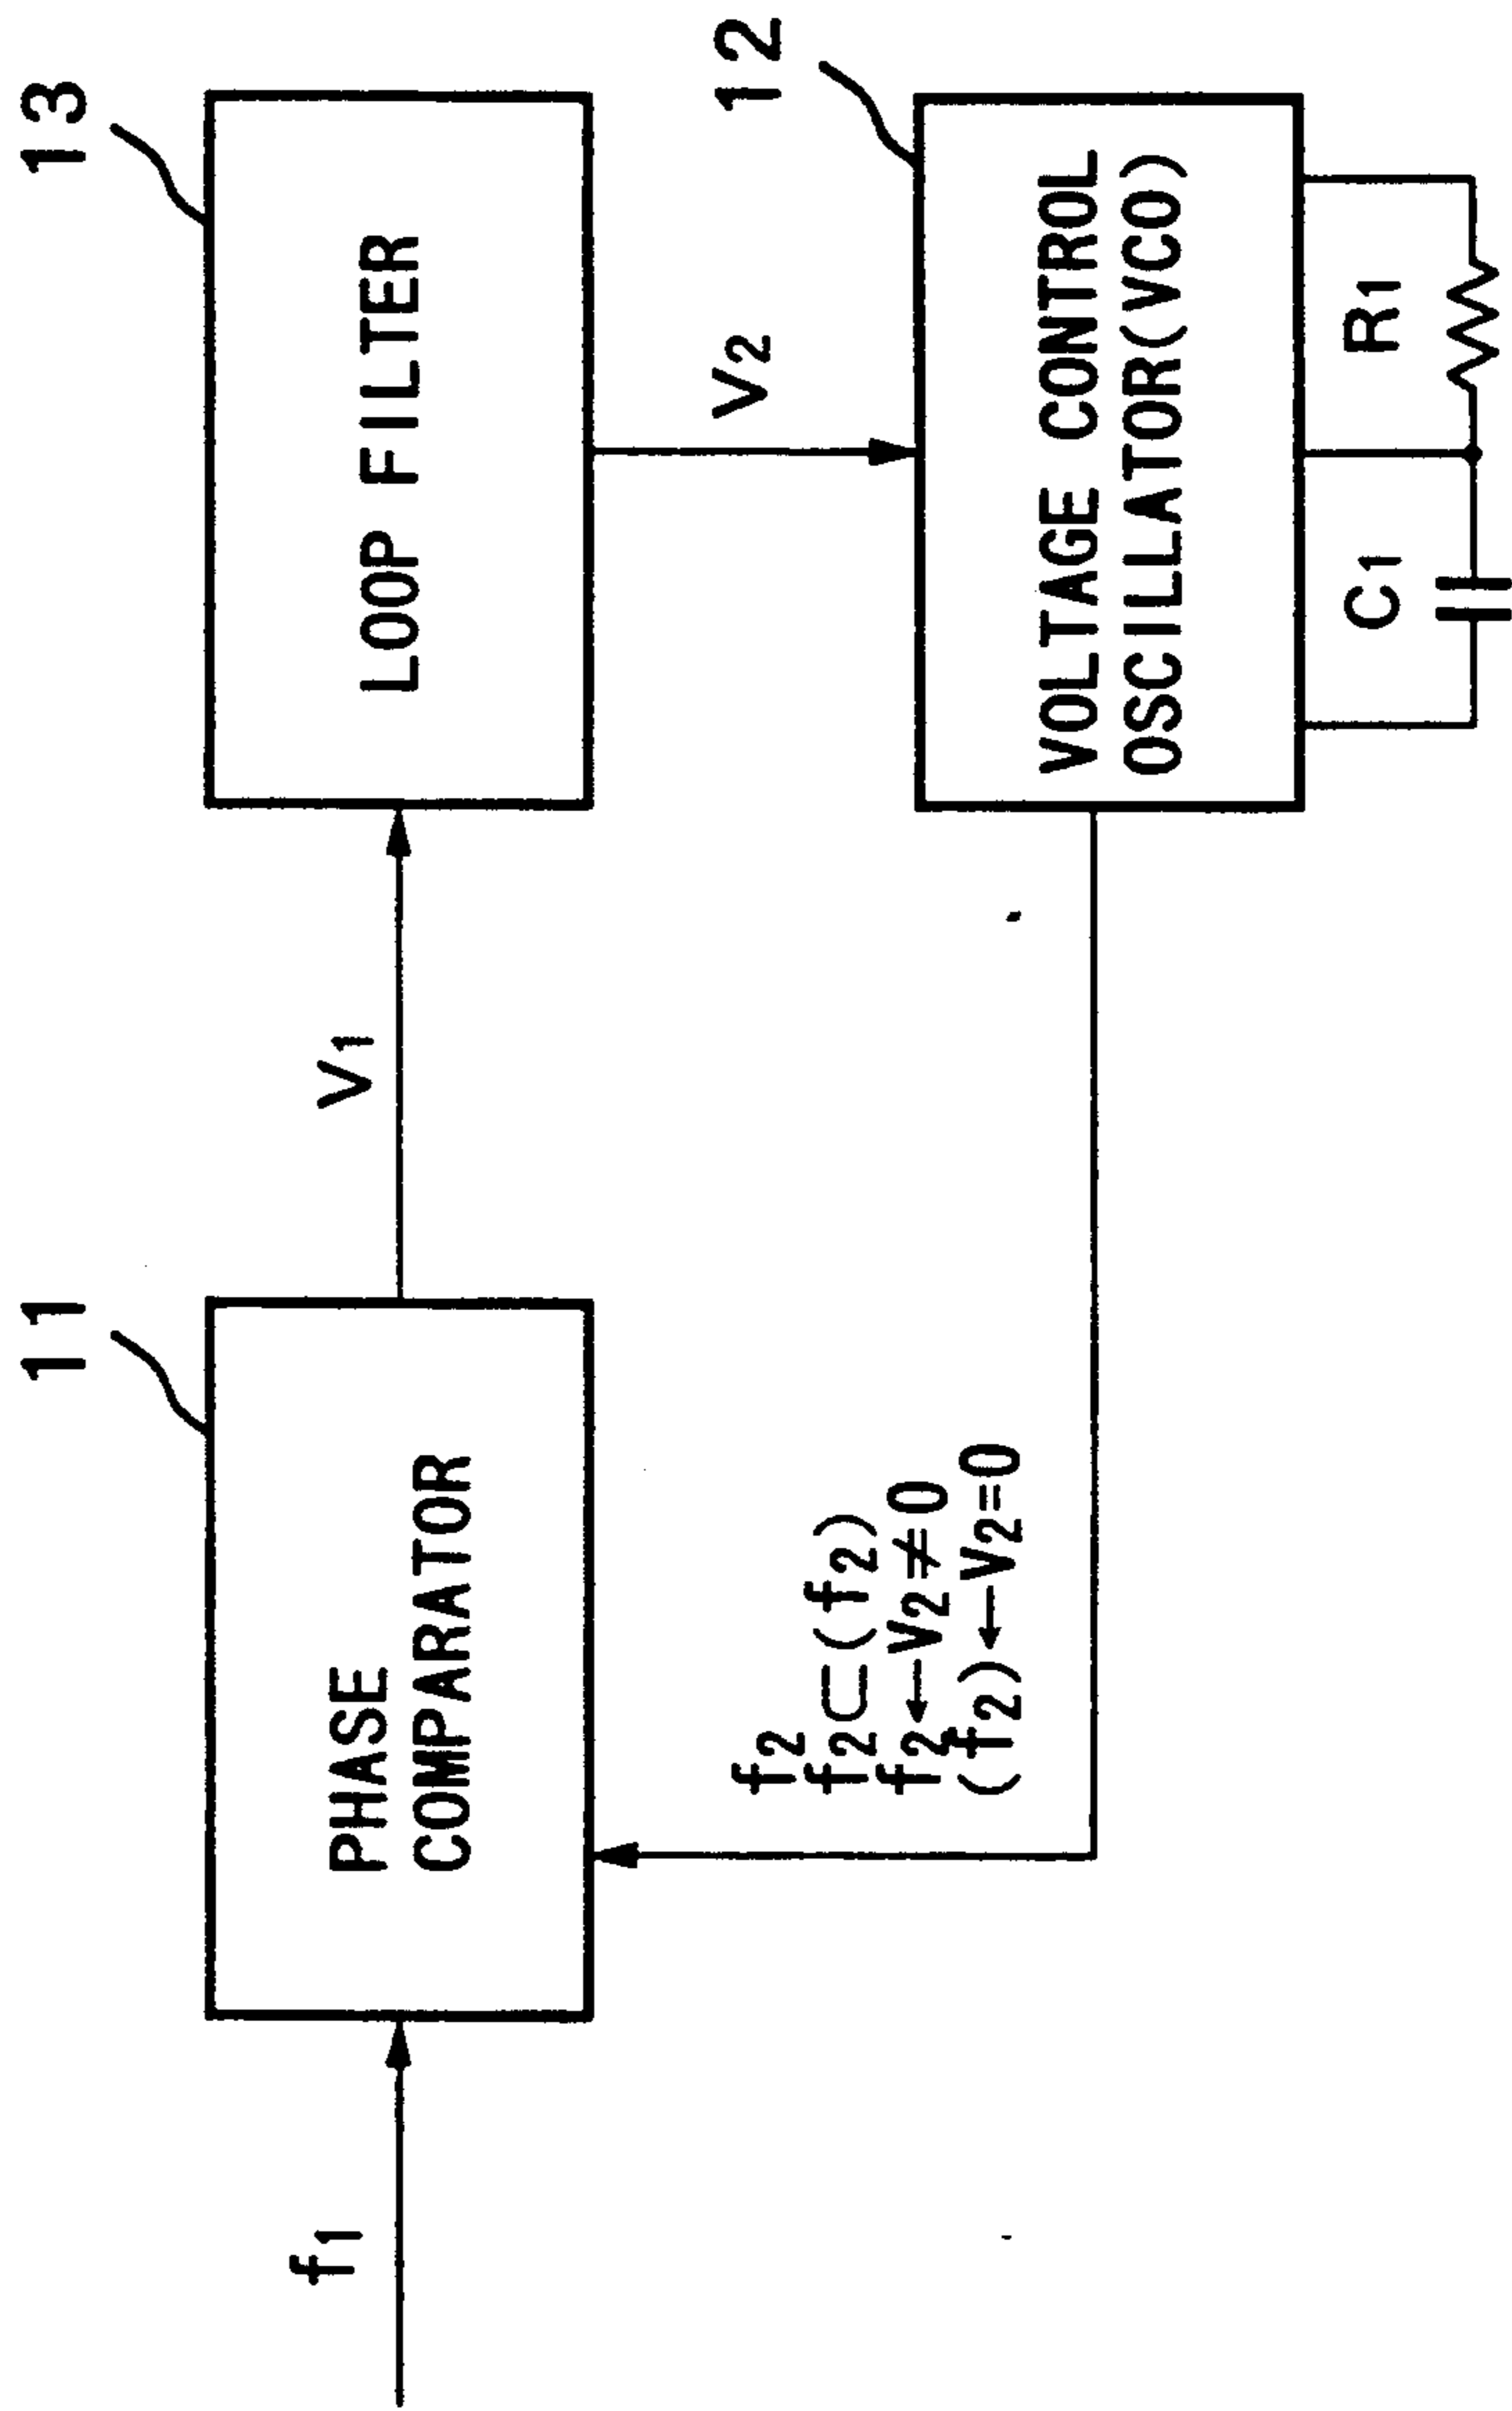 11
13
f1
PHASE
COMPARATOR
V1
LOOP FILTER
V2
12
f2
f2⊂(f2)
f2←V2≠0
(f2)←V2=0
VOLTAGE CONTROL
OSCILLATOR(VCO)
C1
R1